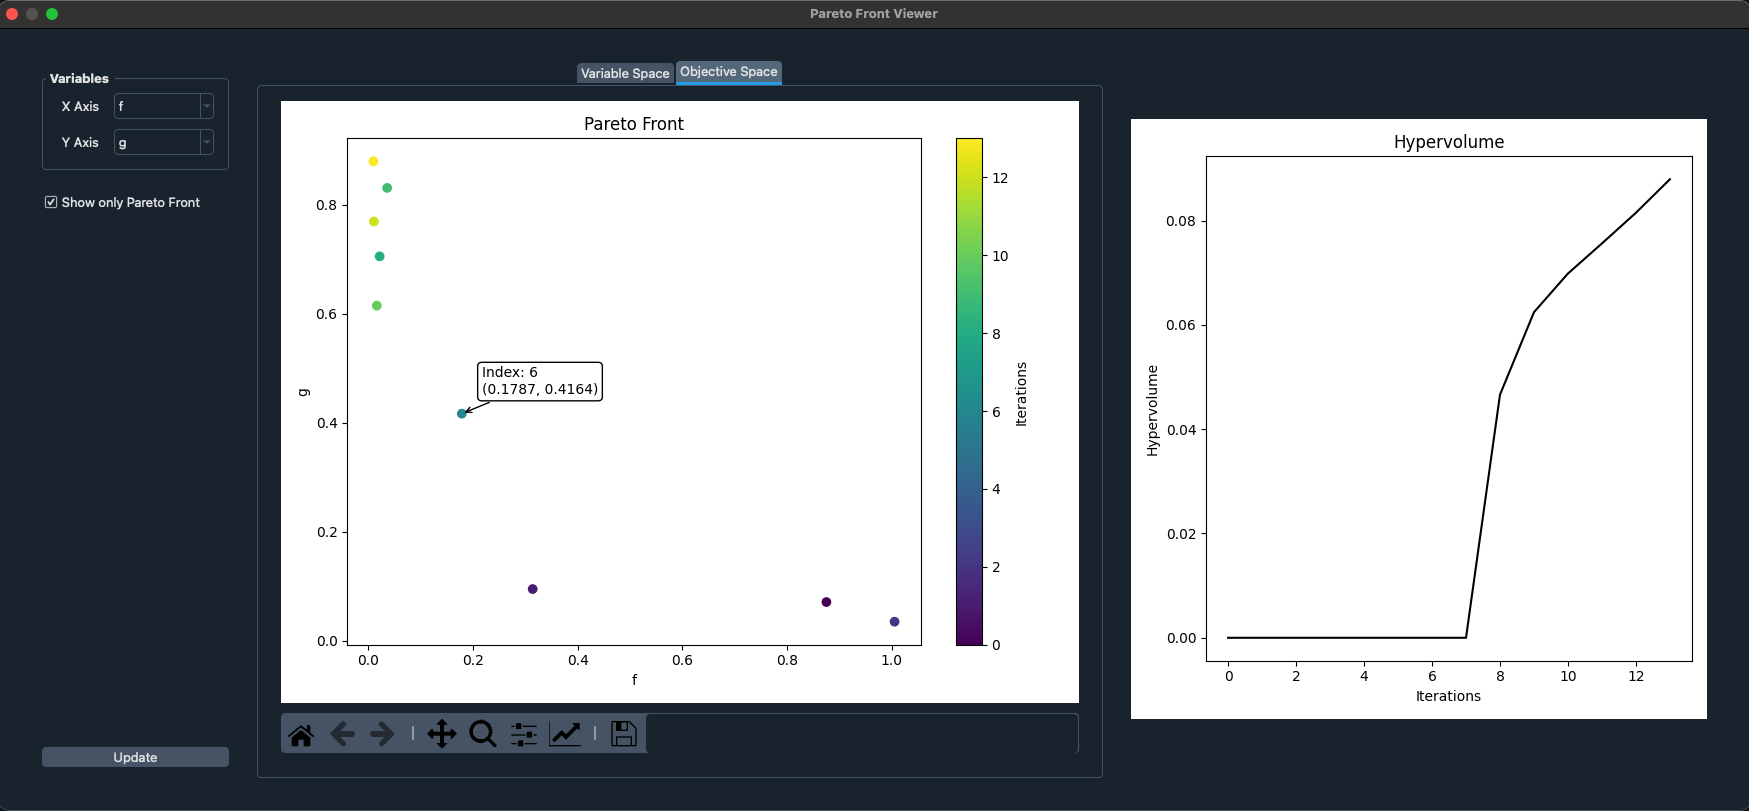 Pareto Front Viewer
Variables
X Axis
f
Y Axis
g
Show only Pareto Front
Update
Variable Space
Objective Space
Pareto Front
0.8
0.6
0.4
0.2
0.0
g
Index: 6
(0.1787, 0.4164)
0.0
0.2
0.4
0.6
0.8
1.0
f
12
10
8
6
4
2
0
Iterations
Hypervolume
0.08
0.06
0.04
0.02
0.00
Hypervolume
0
2
4
6
8
10
12
Iterations